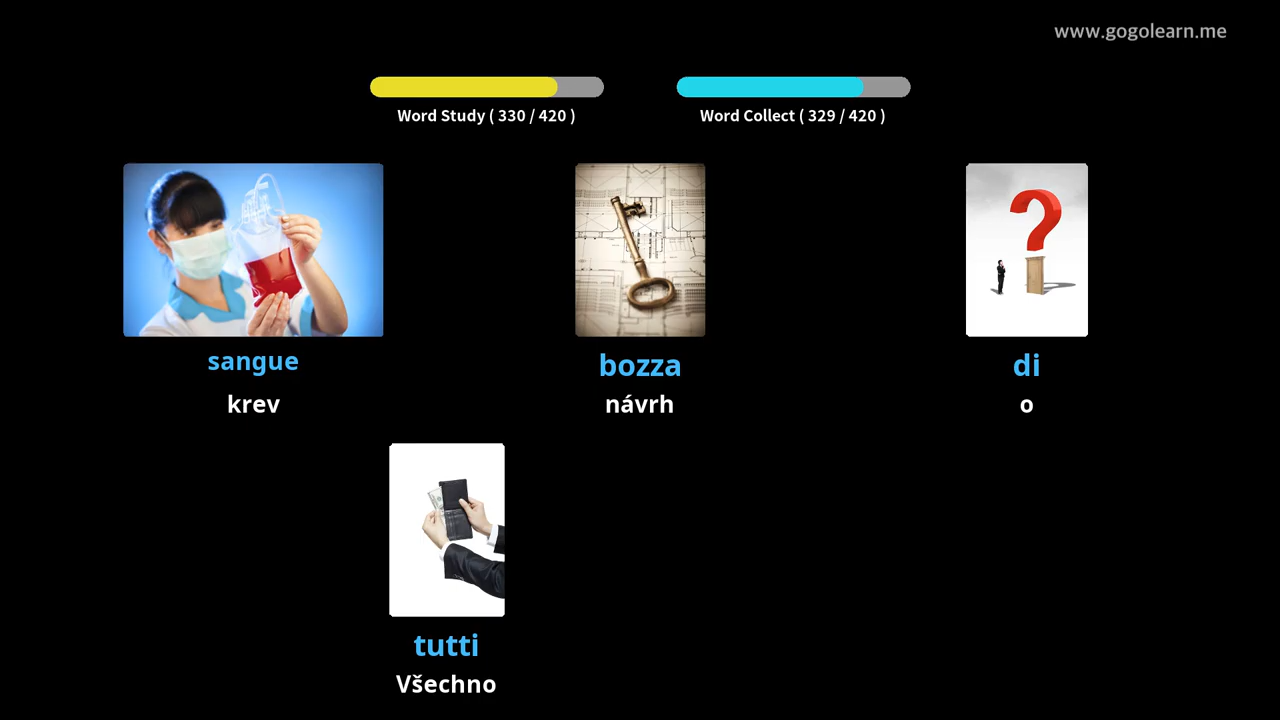 www.gogolearn.me
Word Study ( 330 / 420 )
Word Collect ( 329 / 420 )
sangue
krev
bozza
návrh
di
o
tutti
Všechno